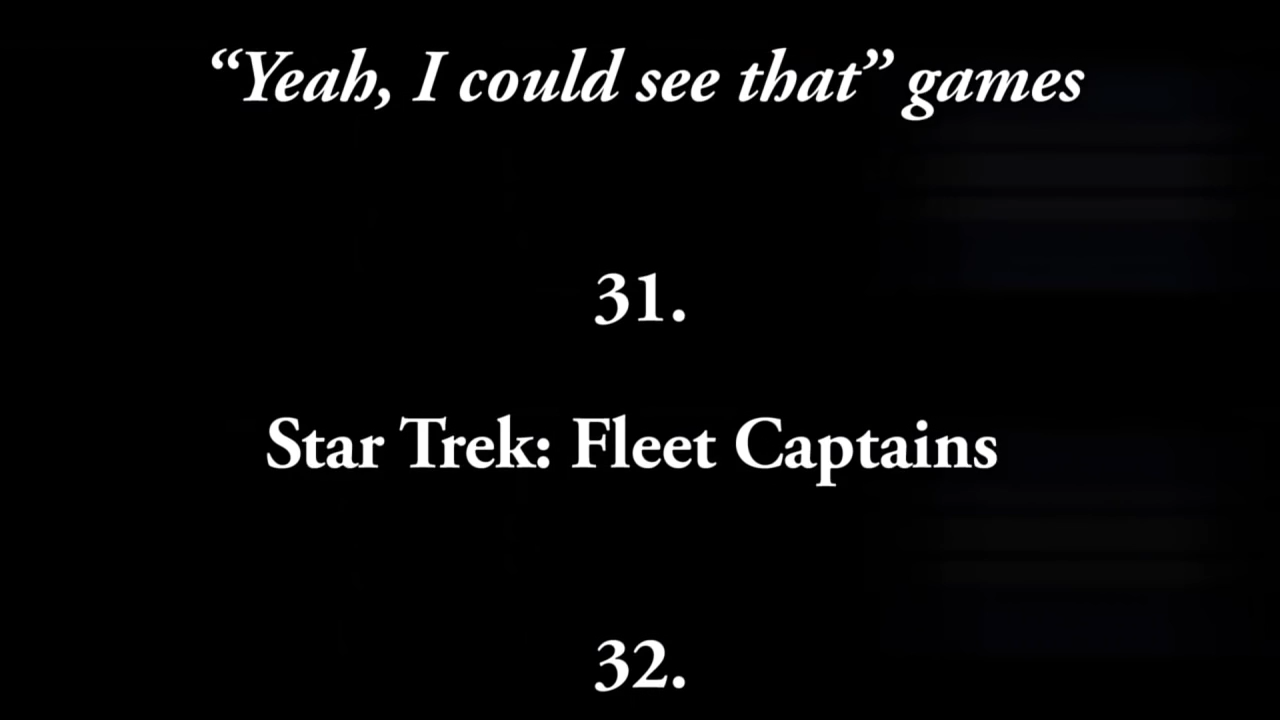 “Yeah, I could see that” games
31.
Star Trek: Fleet Captains
32.